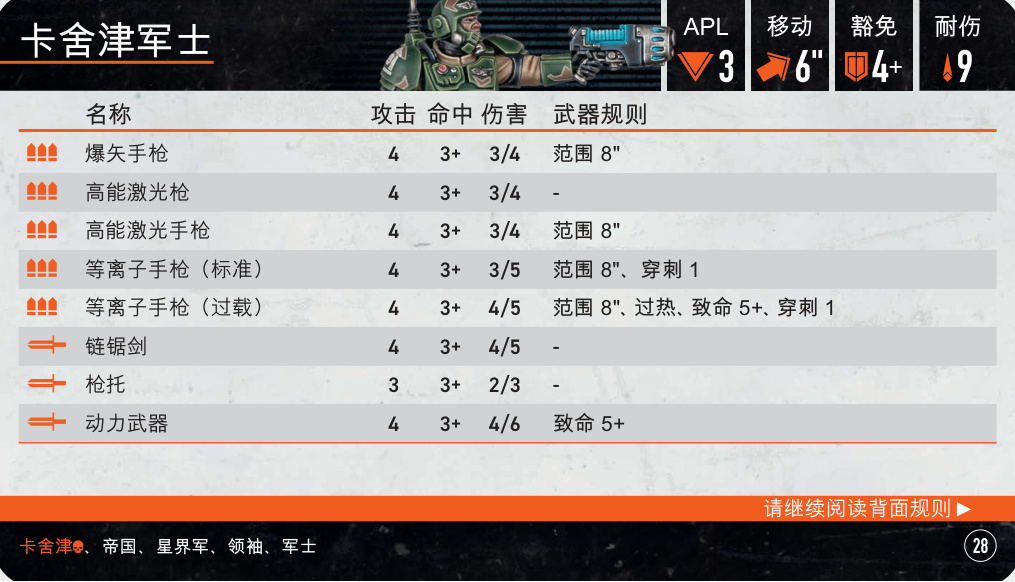 卡舍津军士
APL 移动 豁免 耐伤
3 6" 4+ 9
名称 攻击 命中 伤害 武器规则
爆矢手枪 4 3+ 3/4 范围 8"
高能激光枪 4 3+ 3/4 -
高能激光手枪 4 3+ 3/4 范围 8"
等离子手枪（标准） 4 3+ 3/5 范围 8"、穿刺 1
等离子手枪（过载） 4 3+ 4/5 范围 8"、过热、致命 5+、穿刺 1
链锯剑 4 3+ 4/5 -
枪托 3 3+ 2/3 -
动力武器 4 3+ 4/6 致命 5+
请继续阅读背面规则▶
卡舍津、帝国、星界军、领袖、军士
28